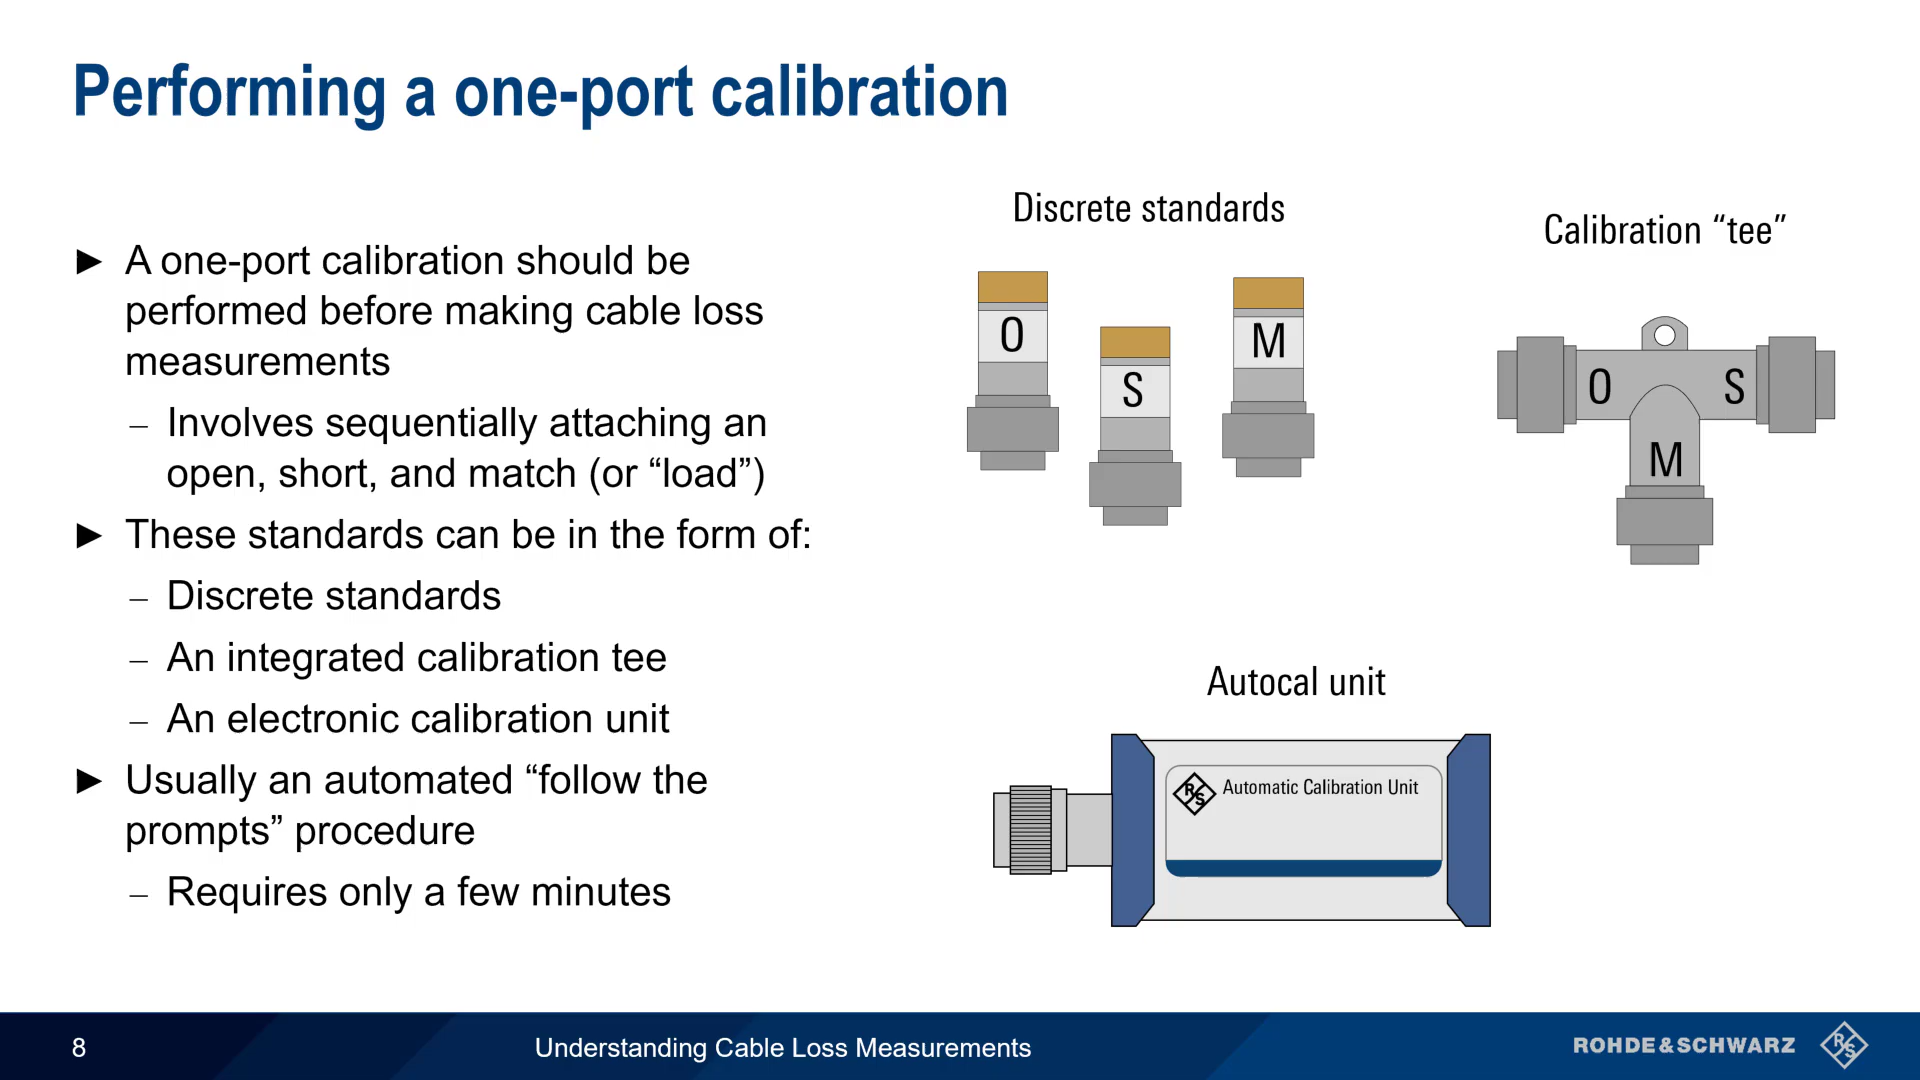 Performing a one-port calibration
► A one-port calibration should be
performed before making cable loss
measurements
– Involves sequentially attaching an
open, short, and match (or “load”)
► These standards can be in the form of:
– Discrete standards
– An integrated calibration tee
– An electronic calibration unit
► Usually an automated “follow the
prompts” procedure
– Requires only a few minutes
Discrete standards
O
S
M
Calibration “tee”
O
S
M
Autocal unit
R S
Automatic Calibration Unit
8
Understanding Cable Loss Measurements
ROHDE&SCHWARZ
R S